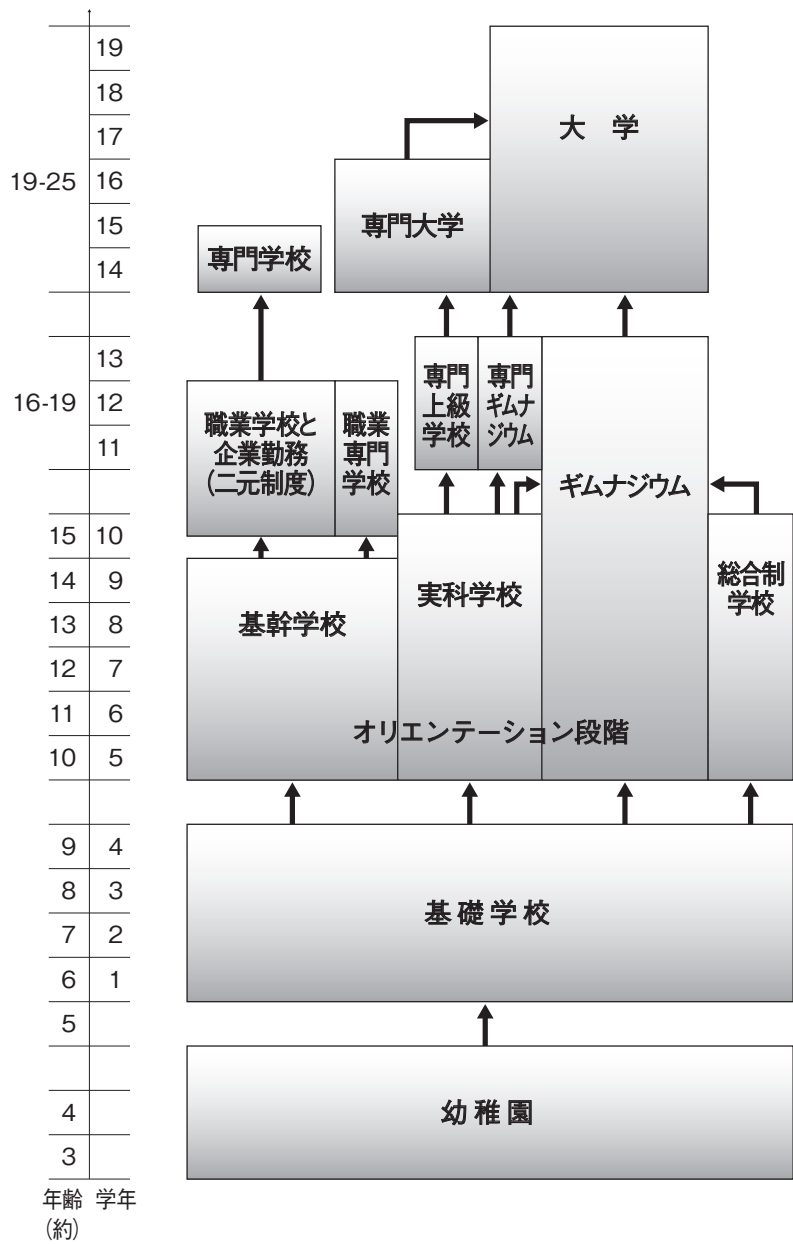 19
18
17
19-25 16
15
14
13
16-19 12
11
15 10
14 9
13 8
12 7
11 6
10 5
9 4
8 3
7 2
6 1
5
4
3
年齢 学年
(約)
大 学
専門大学
専門学校
専門
上級
学校
専門
ギムナ
ジウム
職業学校と
企業勤務
(二元制度)
職業
専門
学校
ギムナジウム
基幹学校
実科学校
総合制
学校
オリエンテーション段階
基 礎 学 校
幼 稚 園